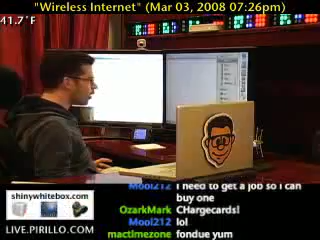 "Wireless Internet" (Mar 03, 2008 07:26pm)
41.7°F
shinywhitebox.com
LIVE.PIRILLO.COM
Mool212 I need to get a job so i can
buy one
OzarkMark CHargecards!
Mool212 lol
mactimezone fondue yum